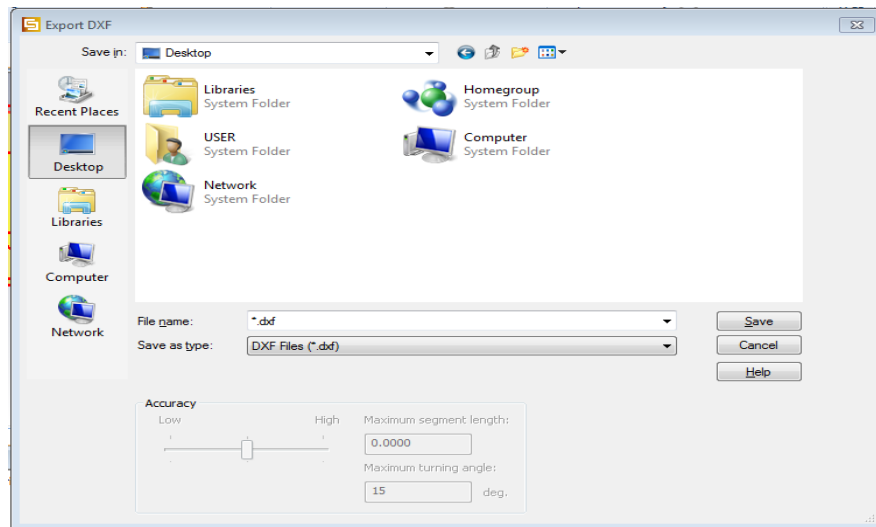 Export DXF
Save in: Desktop
Recent Places
Desktop
Libraries
Computer
Network
Libraries
System Folder
Homegroup
System Folder
USER
System Folder
Computer
System Folder
Network
System Folder
File name: *.dxf Save
Save as type: DXF Files (*.dxf) Cancel
Help
Accuracy
Low High Maximum segment length:
0.0000
Maximum turning angle:
15 deg.